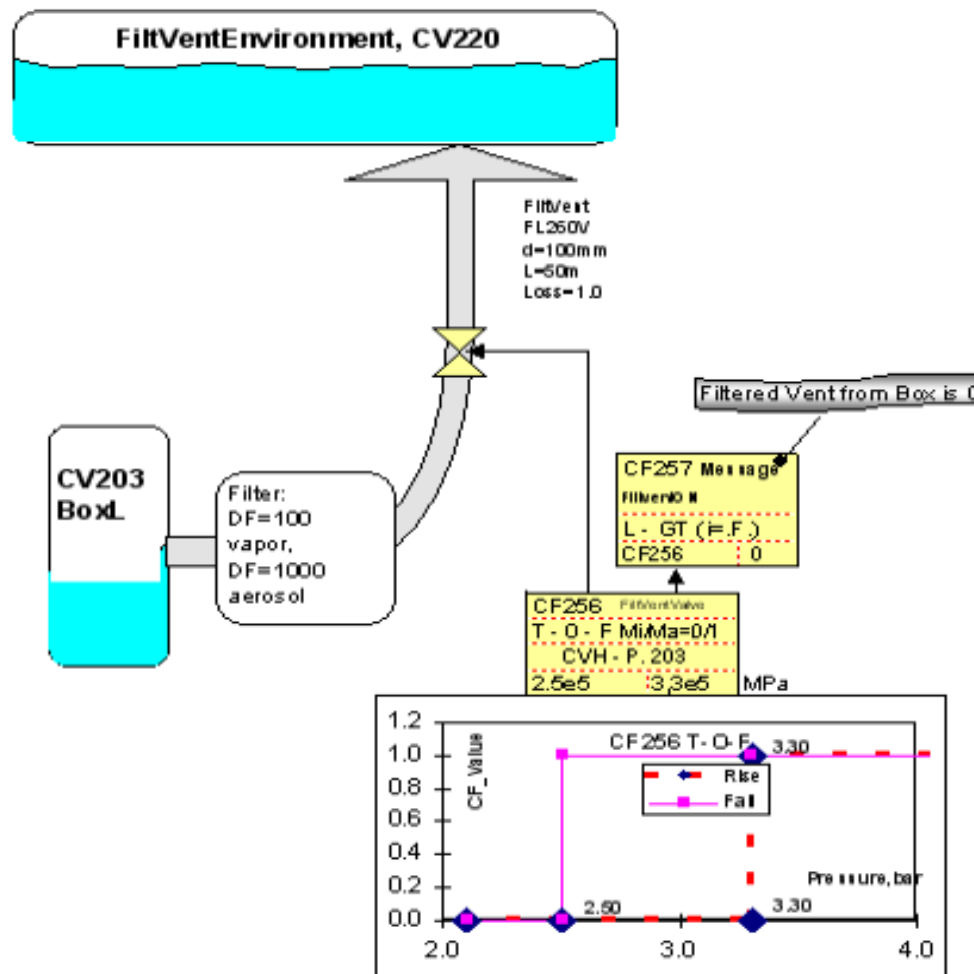 FiltVentEnvironment, CV220
FiltVent
FL260V
d=100mm
L=50m
Loss=1.0
Filtered Vent from Box is
CV203
BoxL
Filter:
DF=100
vapor,
DF=1000
aerosol
CF257 Message
FiltventON
L - GT (i=.F.)
CF256 0
CF256 FiltVentValve
T - O - F Mi/Ma=0/1
CVH - P. 203
2.5e5 3,3e5 MPa
CF256 T-O-F
CF_Value
1.2
1.0
0.8
0.6
0.4
0.2
0.0
3.30
Rise
Fall
Pressure, bar
2.50
3.30
2.0
3.0
4.0